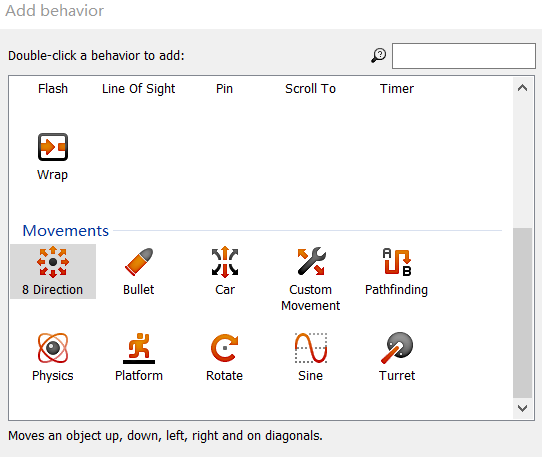 Add behavior
Double-click a behavior to add:
Flash Line Of Sight Pin Scroll To Timer
Wrap
Movements
8 Direction Bullet Car Custom Movement Pathfinding
A
B
Physics Platform Rotate Sine Turret
Moves an object up, down, left, right and on diagonals.